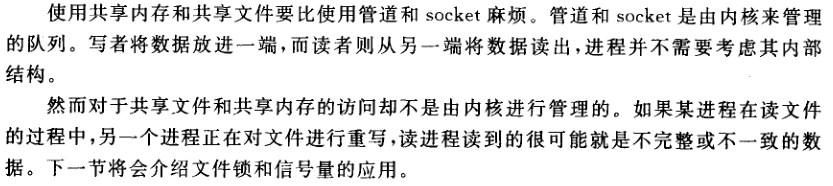 使用共享内存和共享文件要比使用管道和 socket 麻烦。管道和 socket 是由内核来管理
的队列。写者将数据放进一端,而读者则从另一端将数据读出,进程并不需要考虑其内部
结构。
然而对于共享文件和共享内存的访问却不是由内核进行管理的。如果某进程在读文件
的过程中,另一个进程正在对文件进行重写,读进程读到的很可能就是不完整或不一致的数
据。下一节将会介绍文件锁和信号量的应用。